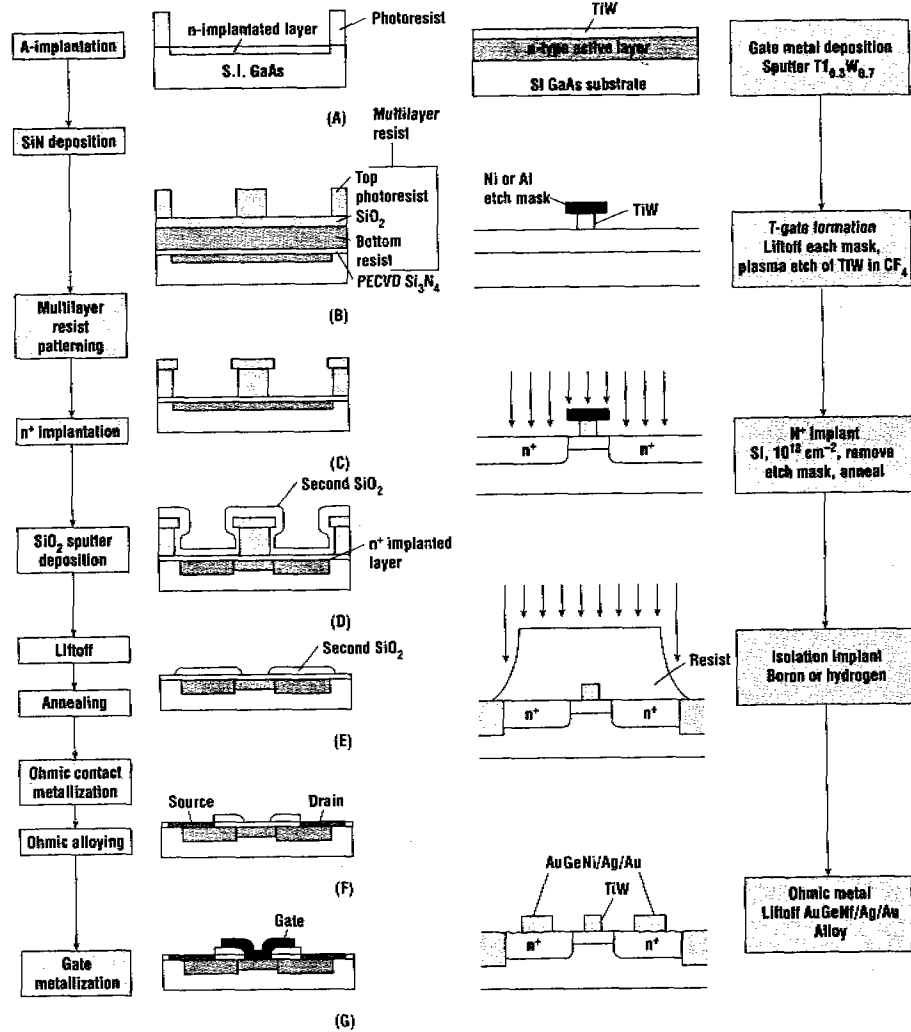 A-implantation
SiN deposition
Multilayer
resist
patterning
n+ implantation
SiO2 sputter
deposition
Liftoff
Annealing
Ohmic contact
metallization
Ohmic alloying
Gate
metallization
n-implanted layer
Photoresist
S.I. GaAs
(A)
Multilayer
resist
Top
photoresist
SiO2
Bottom
resist
PECVD Si3N4
(B)
(C)
Second SiO2
n+ implanted
layer
(D)
Second SiO2
(E)
Source
Drain
(F)
Gate
(G)
TiW
n-type active layer
SI GaAs substrate
Ni or Al
etch mask
TiW
n+
n+
Resist
n+
n+
AuGeNi/Ag/Au
TiW
n+
n+
Gate metal deposition
Sputter Ti0.3W0.7
T-gate formation
Liftoff each mask,
plasma etch of TiW in CF4
N+ implant
SI, 10^13 cm^-2, remove
etch mask, anneal
Isolation implant
Boron or hydrogen
Ohmic metal
Liftoff AuGeNi/Ag/Au
Alloy